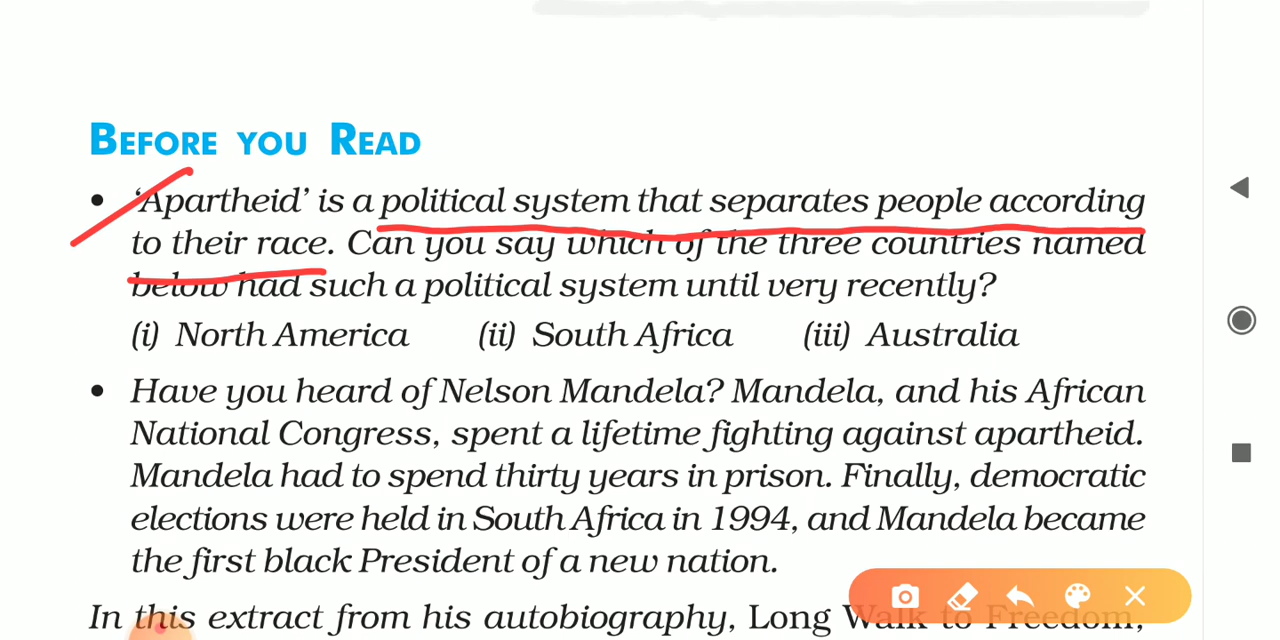 BEFORE YOU READ
• ‘Apartheid’ is a political system that separates people according
to their race. Can you say which of the three countries named
below had such a political system until very recently?
(i) North America (ii) South Africa (iii) Australia
• Have you heard of Nelson Mandela? Mandela, and his African
National Congress, spent a lifetime fighting against apartheid.
Mandela had to spend thirty years in prison. Finally, democratic
elections were held in South Africa in 1994, and Mandela became
the first black President of a new nation.
In this extract from his autobiography, Long Walk to Freedom,